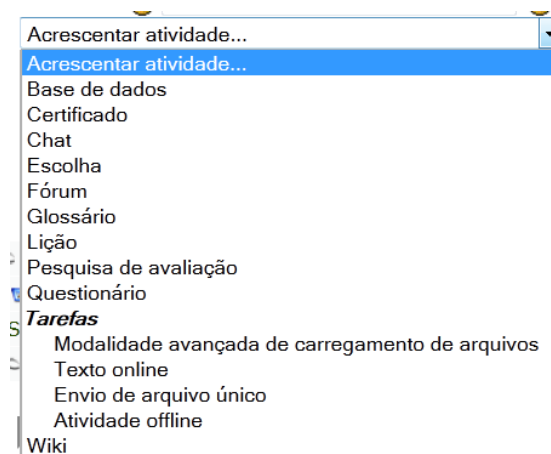 Acrescentar atividade...
Acrescentar atividade...
Base de dados
Certificado
Chat
Escolha
Fórum
Glossário
Lição
Pesquisa de avaliação
Questionário
Tarefas
Modalidade avançada de carregamento de arquivos
Texto online
Envio de arquivo único
Atividade offline
Wiki